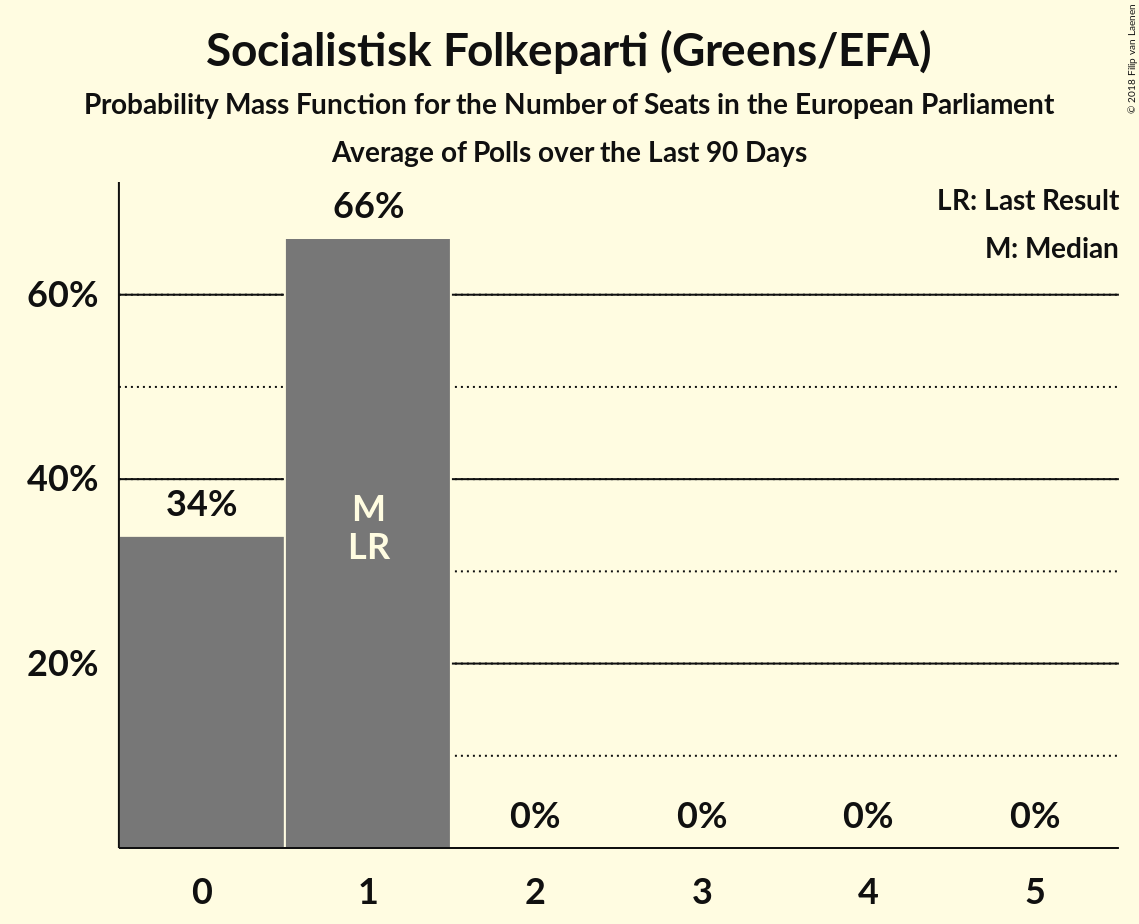 Socialistisk Folkeparti (Greens/EFA)
Probability Mass Function for the Number of Seats in the European Parliament
Average of Polls over the Last 90 Days
© 2018 Filip van Laenen
LR: Last Result
M: Median
66%
60%
40%
34%
M
LR
20%
0% 0% 0% 0%
0 1 2 3 4 5